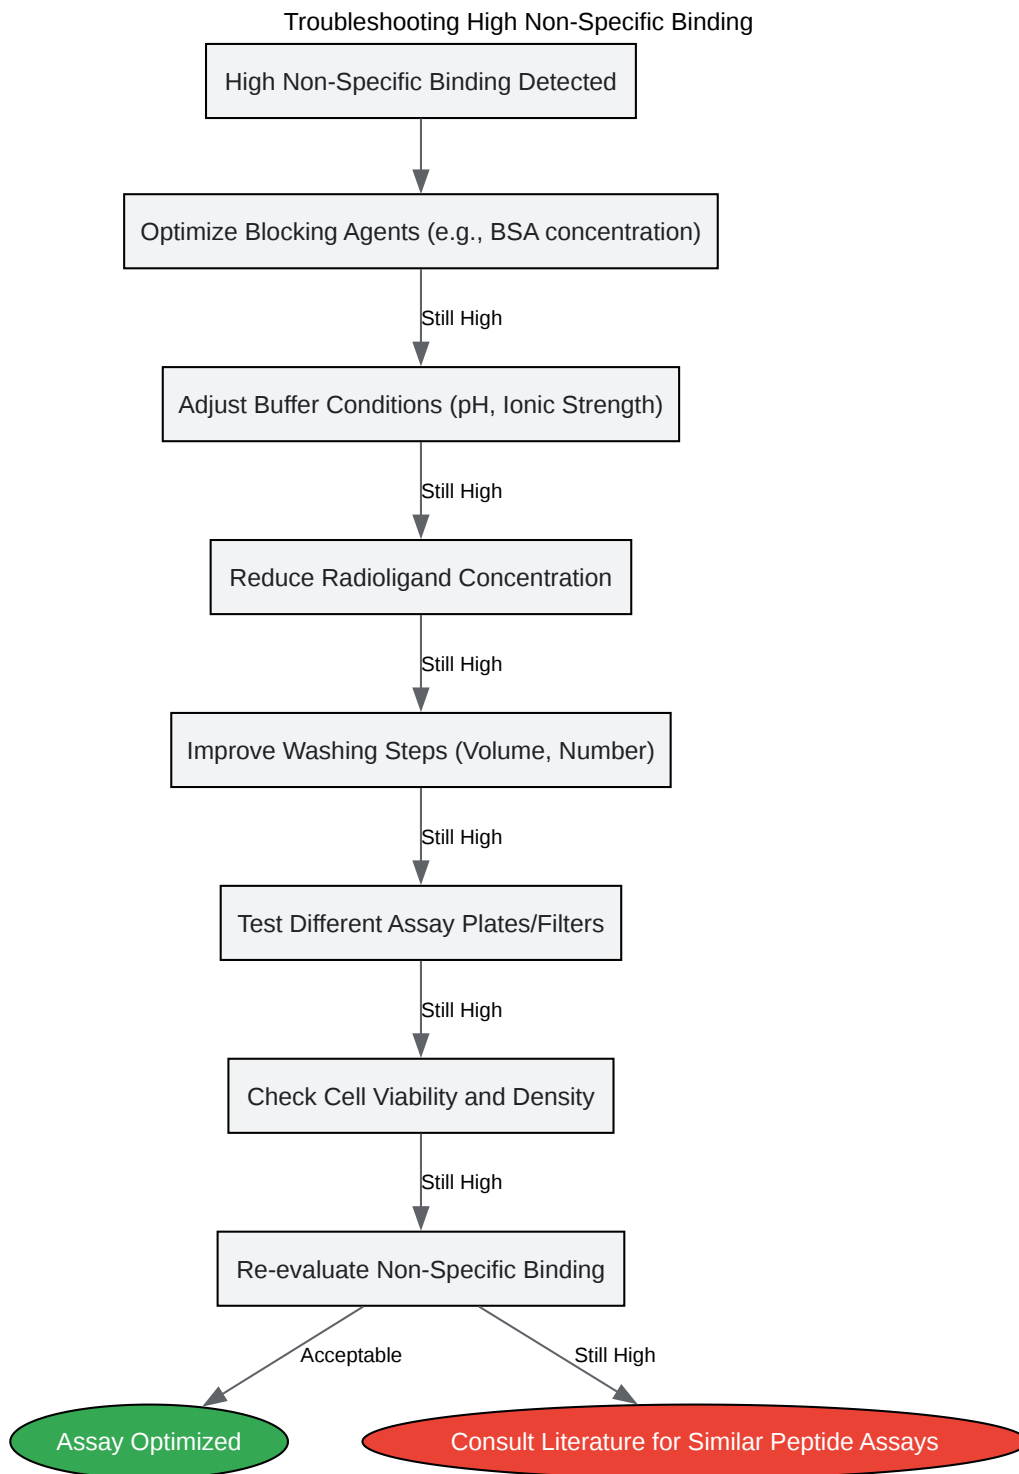 Troubleshooting High Non-Specific Binding
High Non-Specific Binding Detected
Optimize Blocking Agents (e.g., BSA concentration)
Still High
Adjust Buffer Conditions (pH, Ionic Strength)
Still High
Reduce Radioligand Concentration
Still High
Improve Washing Steps (Volume, Number)
Still High
Test Different Assay Plates/Filters
Still High
Check Cell Viability and Density
Still High
Re-evaluate Non-Specific Binding
Acceptable
Still High
Assay Optimized
Consult Literature for Similar Peptide Assays